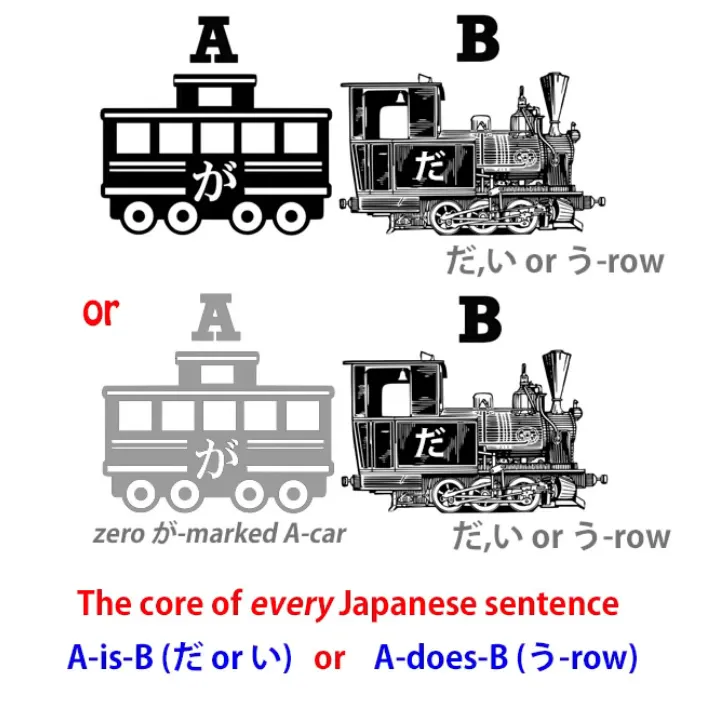 A B
が だ
だ,い or う-row
or
A B
が だ
zero が-marked A-car だ,い or う-row
The core of every Japanese sentence
A-is-B (だ or い) or A-does-B (う-row)